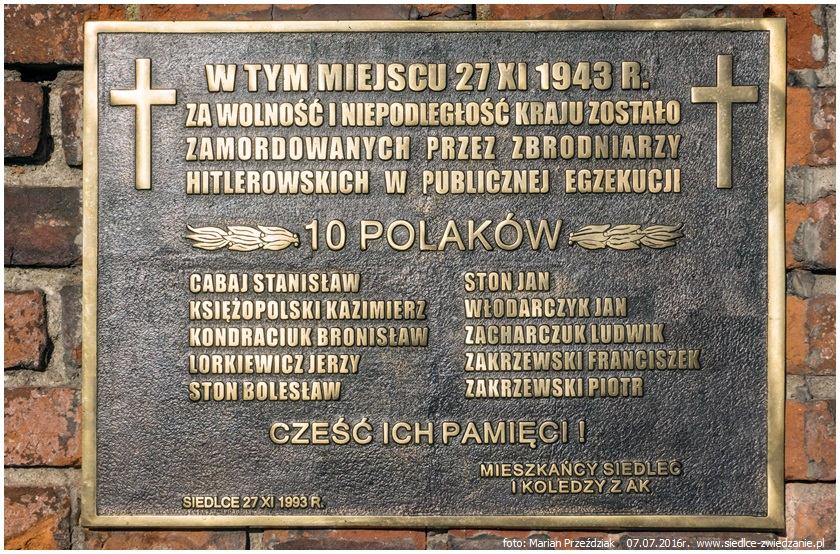 W TYM MIEJSCU 27 XI 1943 R.
ZA WOLNOŚĆ I NIEPODIEGŁOŚĆ KRAJU ZOSTAŁO
ZAMORDOWANYCH PRZEZ ZBRODNIARZY
HITLEROWSKICH W PUBLICZNEJ EGZEKUCJI
10 POLAKÓW
CABAJ STANISŁAW
KSIĘŻOPOLSKI KAZIMIERZ
KONDRACIUK BRONISŁAW
LORKIEWICZ JERZY
STON BOLESŁAW
STON JAN
WŁODARCZYK JAN
ZACHARCZUK LUDWIK
ZAKRZEWSKI FRANCISZEK
ZAKRZEWSKI PIOTR
CZEŚĆ ICH PAMIĘCI !
MIESZKAŃCY SIEDLEC
I KOLEDZY Z AK
SIEDLCE 27 XI 1993 R.
foto: Marian Przeździak 07.07.2016r. www.siedlce-zwiedzanie.pl